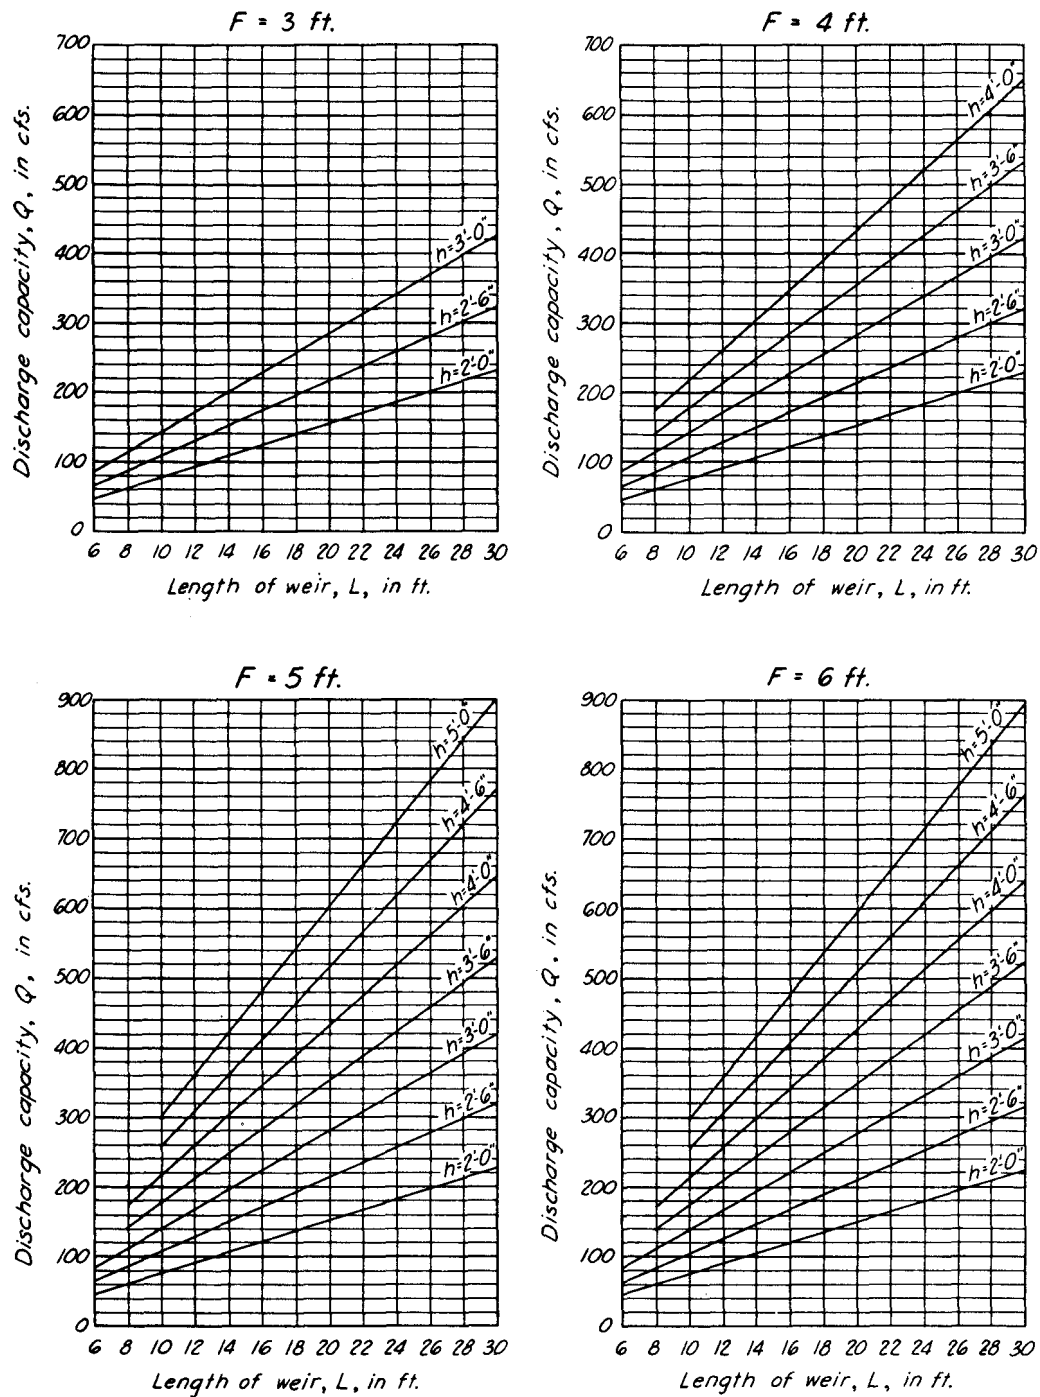 F = 3 ft.
700
600
500
400
300
200
100
0
Discharge capacity, Q, in cfs.
h=3'-0"
h=2'-6"
h=2'-0"
6 8 10 12 14 16 18 20 22 24 26 28 30
Length of weir, L, in ft.
F = 4 ft.
700
600
500
400
300
200
100
0
Discharge capacity, Q, in cfs.
h=4'-0"
h=3'-6"
h=3'-0"
h=2'-6"
h=2'-0"
6 8 10 12 14 16 18 20 22 24 26 28 30
Length of weir, L, in ft.
F = 5 ft.
900
800
700
600
500
400
300
200
100
0
Discharge capacity, Q, in cfs.
h=5'-0"
h=4'-6"
h=4'-0"
h=3'-6"
h=3'-0"
h=2'-6"
h=2'-0"
6 8 10 12 14 16 18 20 22 24 26 28 30
Length of weir, L, in ft.
F = 6 ft.
900
800
700
600
500
400
300
200
100
0
Discharge capacity, Q, in cfs.
h=5'-0"
h=4'-6"
h=4'-0"
h=3'-6"
h=3'-0"
h=2'-6"
h=2'-0"
6 8 10 12 14 16 18 20 22 24 26 28 30
Length of weir, L, in ft.